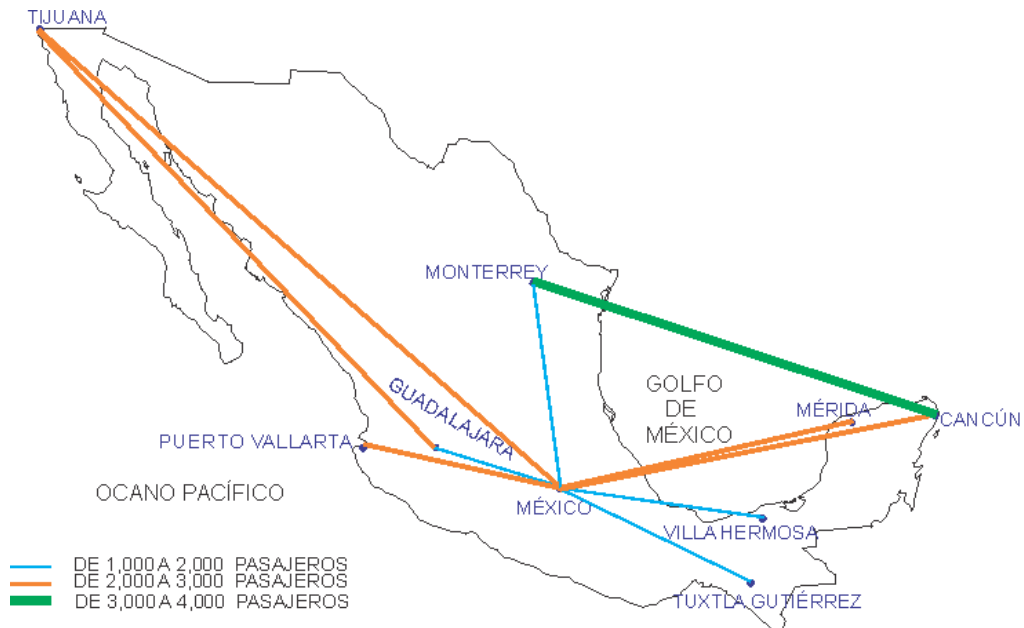 TIJUANA
MONTERREY
GUADALAJARA
GOLFO
DE
MÉXICO
MÉRIDA
CANCÚN
PUERTO VALLARTA
OCANO PACÍFICO
MÉXICO
VILLA HERMOSA
TUXTLA GUTIÉRREZ
DE 1,000 A 2,000 PASAJEROS
DE 2,000 A 3,000 PASAJEROS
DE 3,000 A 4,000 PASAJEROS